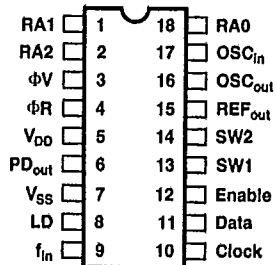 RA1 1 18 RA0
RA2 2 17 OSCin
ΦV 3 16 OSCout
ΦR 4 15 REFout
VDD 5 14 SW2
PDout 6 13 SW1
VSS 7 12 Enable
LD 8 11 Data
fin 9 10 Clock